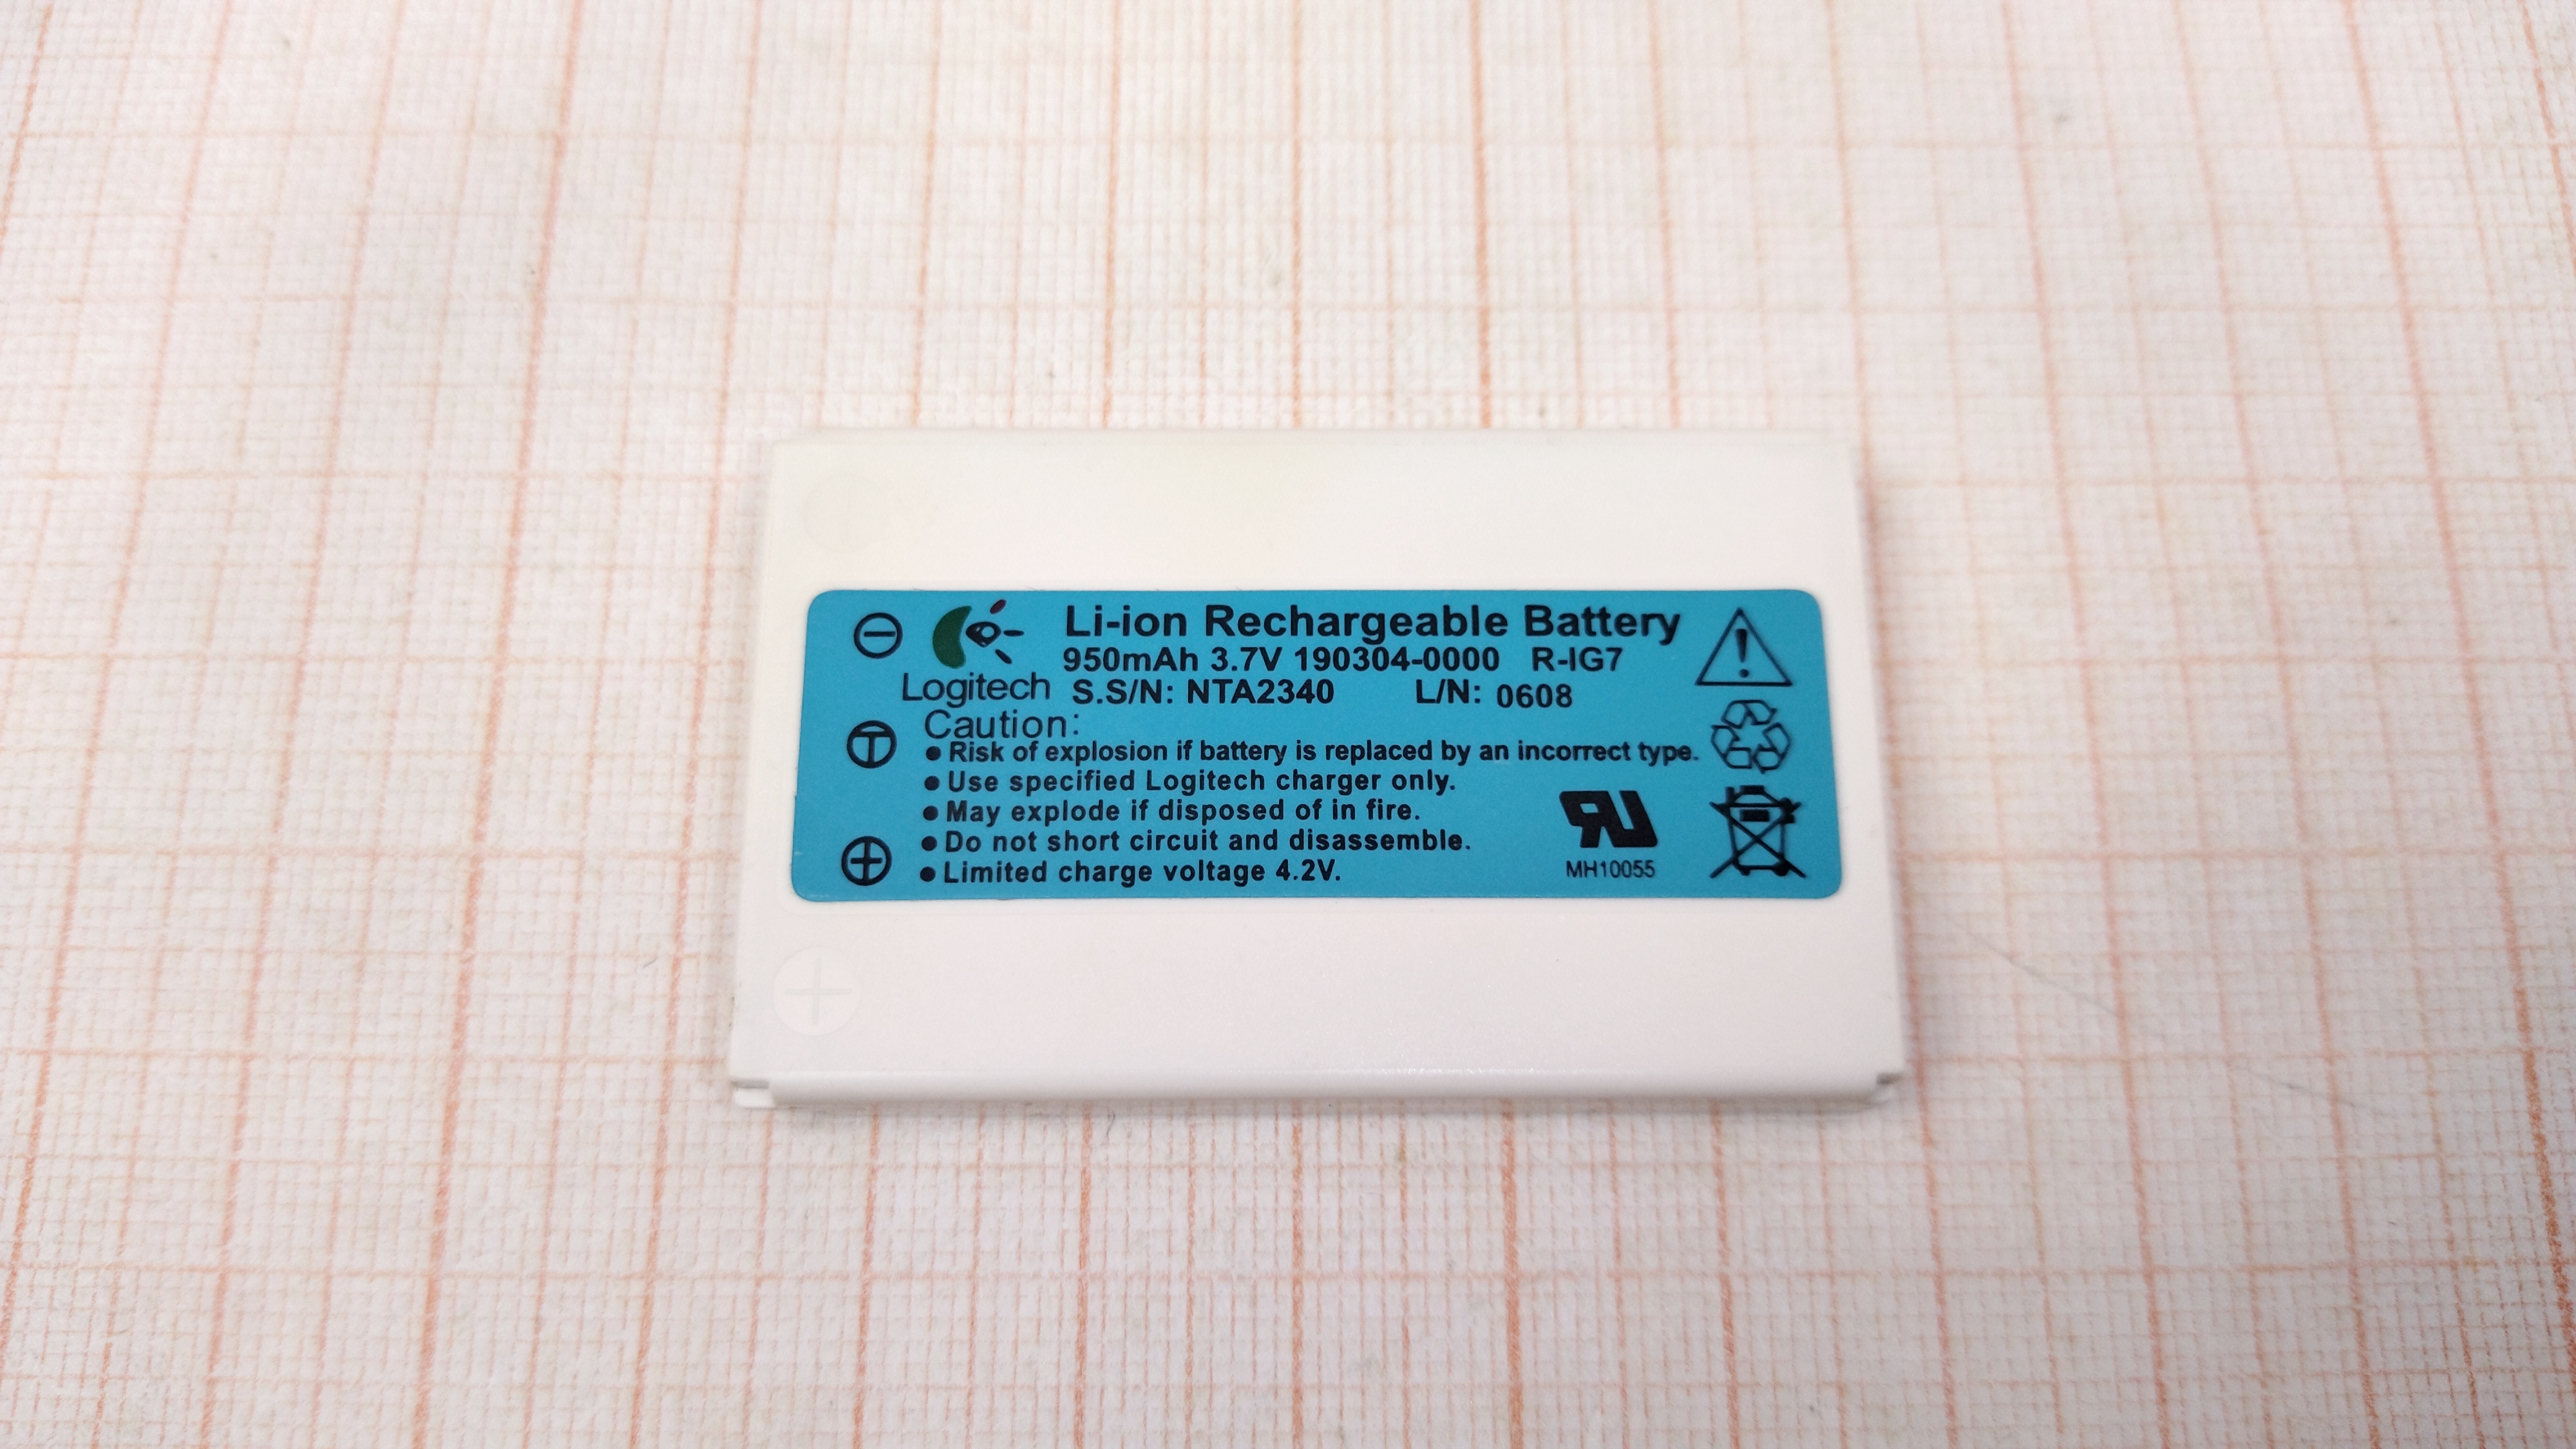 Li-ion Rechargeable Battery
950mAh 3.7V 190304-0000 R-IG7
Logitech S.S/N: NTA2340 L/N: 0608
Caution:
● Risk of explosion if battery is replaced by an incorrect type.
● Use specified Logitech charger only.
● May explode if disposed of in fire.
● Do not short circuit and disassemble.
● Limited charge voltage 4.2V.
RU
MH10055
T